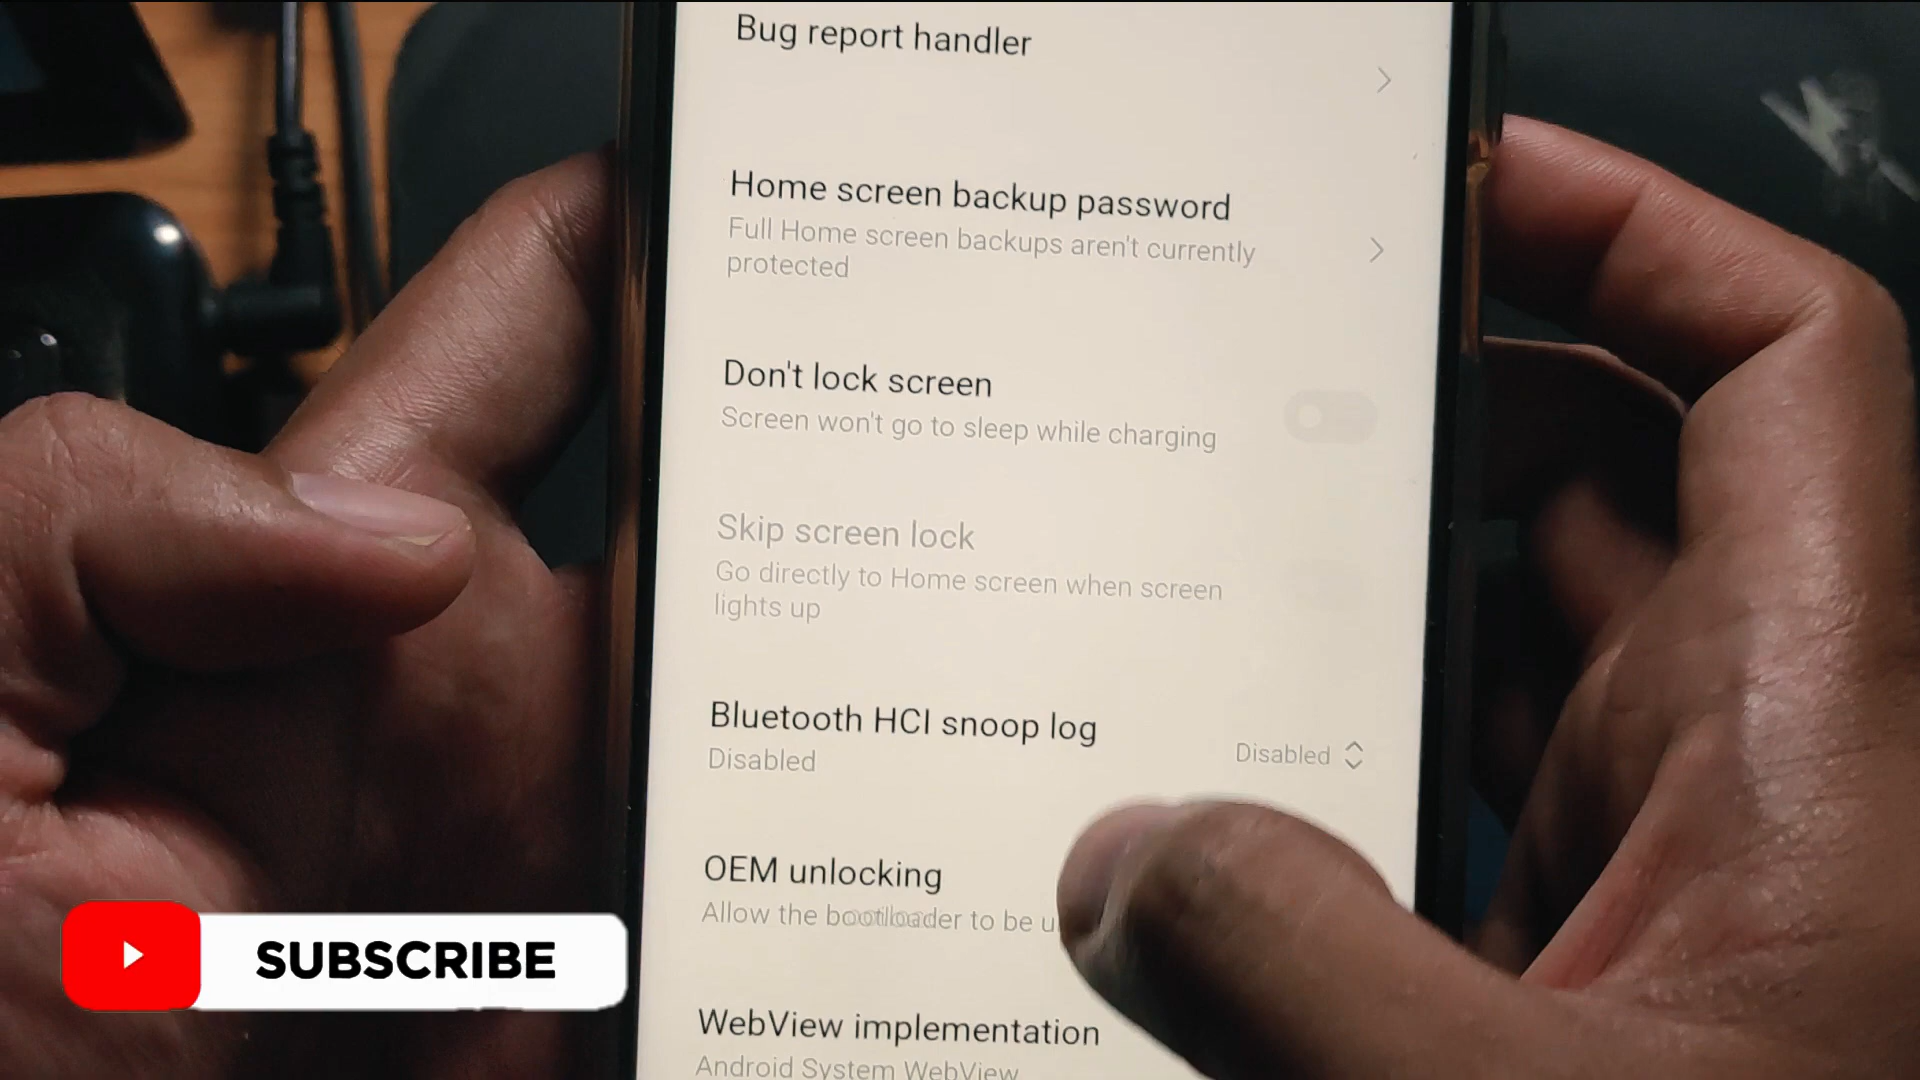 Bug report handler
Home screen backup password
Full Home screen backups aren't currently
protected
Don't lock screen
Screen won't go to sleep while charging
Skip screen lock
Go directly to Home screen when screen
lights up
Bluetooth HCI snoop log
Disabled
Disabled
OEM unlocking
Allow the bootloader to be
WebView implementation
Android System WebView
SUBSCRIBE